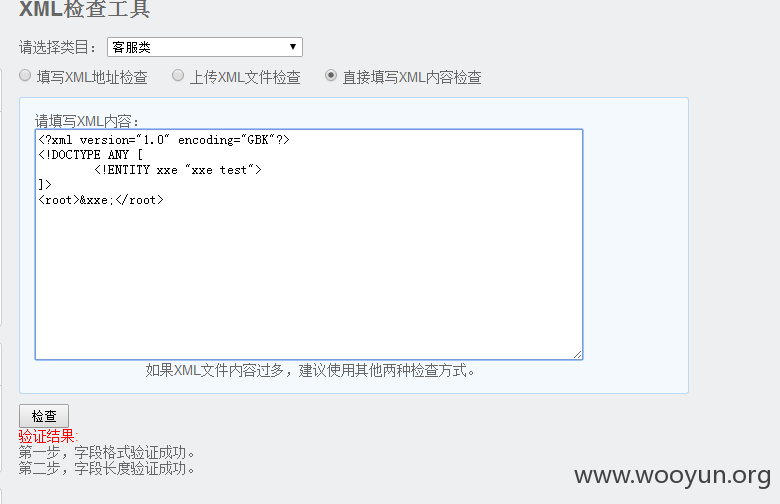 XML检查工具
请选择类目： 客服类
填写XML地址检查 上传XML文件检查 直接填写XML内容检查
请填写XML内容：
<?xml version="1.0" encoding="GBK"?>
<!DOCTYPE ANY [
<!ENTITY xxe "xxe test">
]>
<root>&xxe;</root>
如果XML文件内容过多，建议使用其他两种检查方式。
检查
验证结果:
第一步，字段格式验证成功。
第二步，字段长度验证成功。
www.wooyun.org